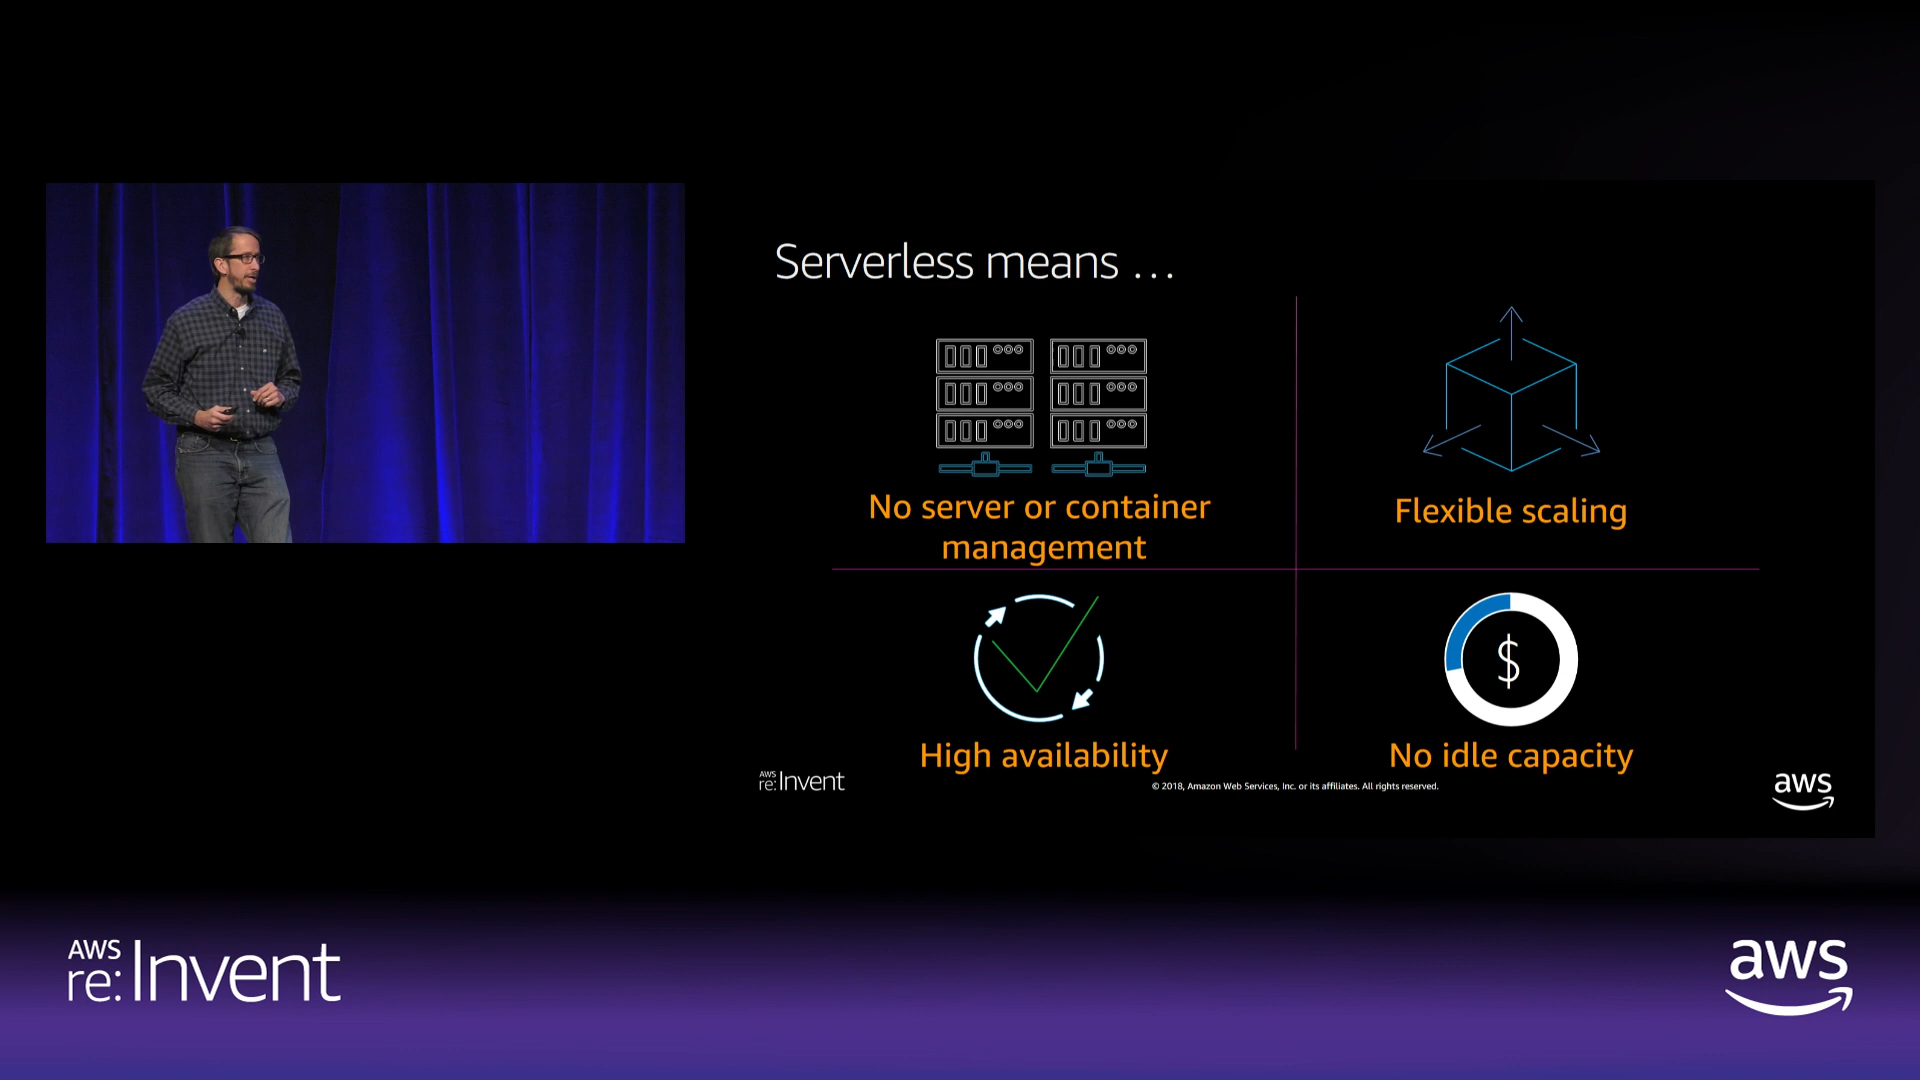 Serverless means ...
No server or container
management
Flexible scaling
High availability
$
No idle capacity
AWS
re:Invent
© 2018, Amazon Web Services, Inc. or its affiliates. All rights reserved.
aws
AWS
re:Invent
aws